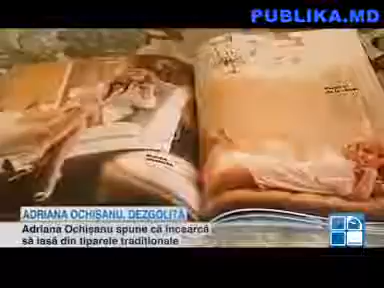 PUBLIKA.MD
ADRIANA OCHIȘANU, DEZGOLITĂ
Adriana Ochișanu spune că încearcă
să iasă din tiparele tradiționale